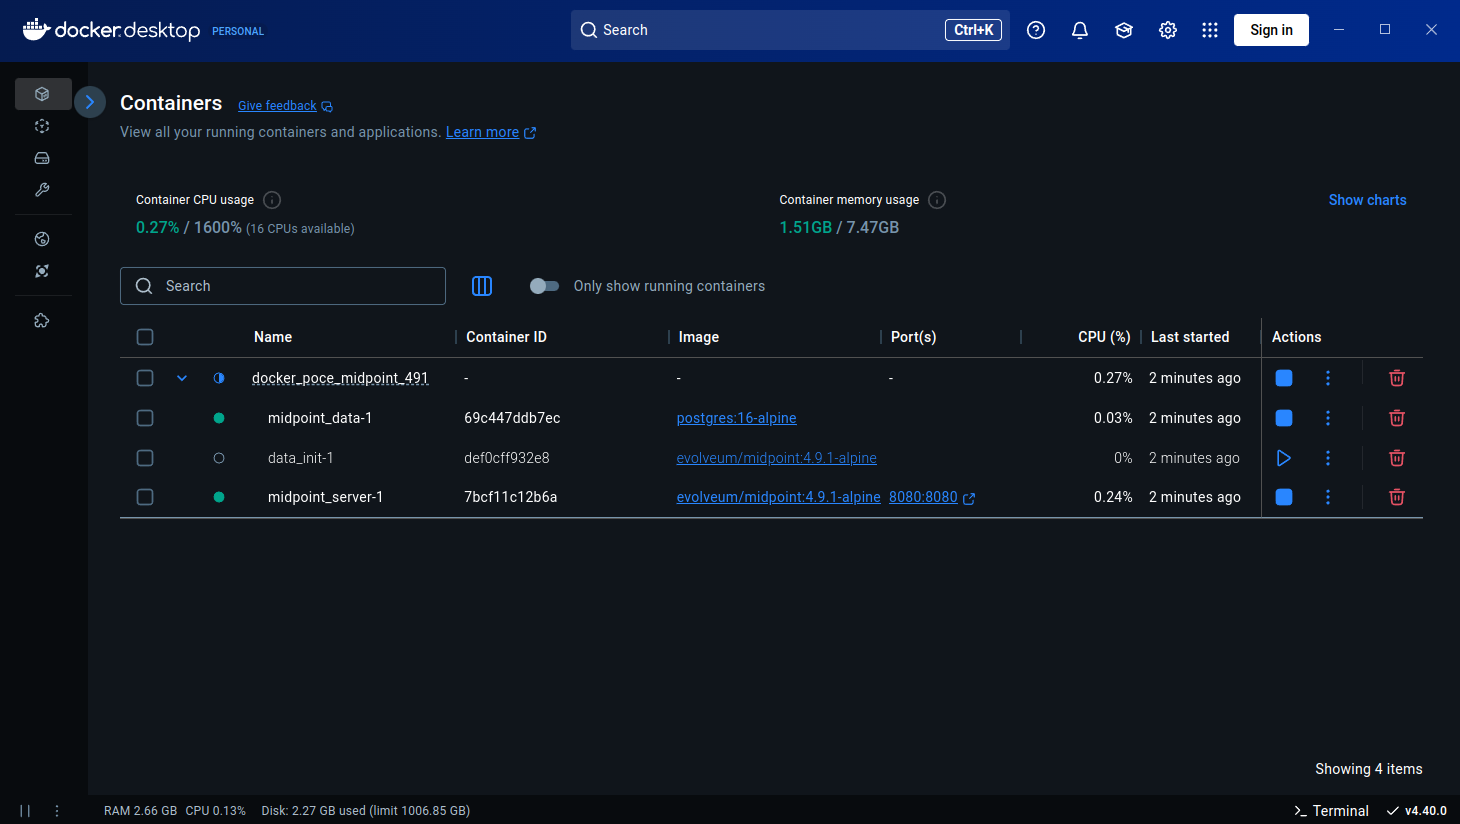 docker.desktop PERSONAL
Search Ctrl+K
Sign in
Containers Give feedback
View all your running containers and applications. Learn more
Container CPU usage
0.27% / 1600% (16 CPUs available)
Container memory usage
1.51GB / 7.47GB
Show charts
Search
Only show running containers
Name Container ID Image Port(s) CPU (%) Last started Actions
docker_poce_midpoint_491 - - - 0.27% 2 minutes ago
midpoint_data-1 69c447ddb7ec postgres:16-alpine 0.03% 2 minutes ago
data_init-1 def0cff932e8 evolveum/midpoint:4.9.1-alpine 0% 2 minutes ago
midpoint_server-1 7bcf11c12b6a evolveum/midpoint:4.9.1-alpine 8080:8080 0.24% 2 minutes ago
Showing 4 items
RAM 2.66 GB CPU 0.13% Disk: 2.27 GB used (limit 1006.85 GB)
Terminal v4.40.0